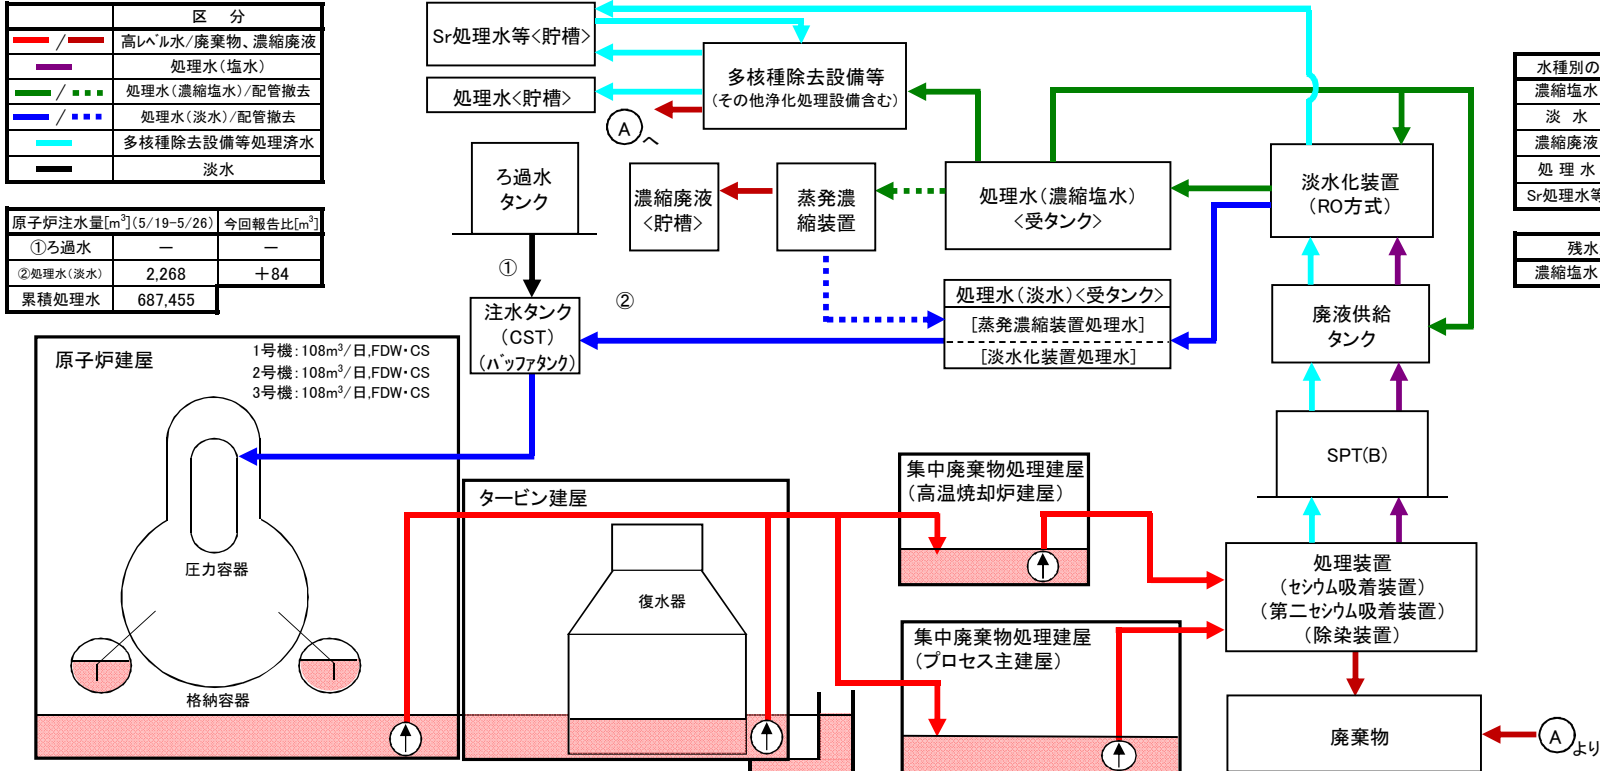 区　分
高レベル水/廃棄物、濃縮廃液
処理水（塩水）
処理水（濃縮塩水）/配管撤去
処理水（淡水）/配管撤去
多核種除去設備等処理済水
淡水
原子炉注水量[m³](5/19-5/26) 今回報告比[m³]
①ろ過水 － －
②処理水（淡水） 2,268 ＋84
累積処理水 687,455
Sr処理水等<貯槽>
処理水<貯槽>
多核種除去設備等
（その他浄化処理設備含む）
A へ
ろ過水
タンク
濃縮廃液
<貯槽>
蒸発濃
縮装置
処理水（濃縮塩水）
<受タンク>
淡水化装置
（RO方式）
水種別の
濃縮塩水
淡 水
濃縮廃液
処 理 水
Sr処理水等
残水
濃縮塩水
①
②
注水タンク
（CST）
（バッファタンク）
処理水（淡水）<受タンク>
[蒸発濃縮装置処理水]
[淡水化装置処理水]
廃液供給
タンク
SPT(B)
原子炉建屋
1号機：108m³/日,FDW・CS
2号機：108m³/日,FDW・CS
3号機：108m³/日,FDW・CS
圧力容器
格納容器
タービン建屋
復水器
集中廃棄物処理建屋
（高温焼却炉建屋）
集中廃棄物処理建屋
（プロセス主建屋）
処理装置
（セシウム吸着装置）
（第二セシウム吸着装置）
（除染装置）
廃棄物
A より